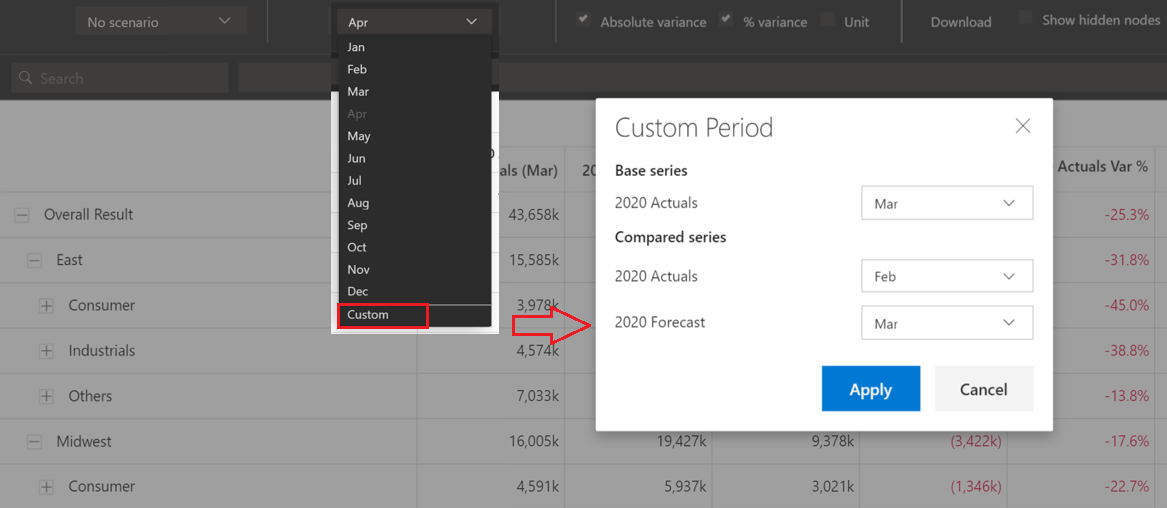 No scenario
Apr
Absolute variance
% variance
Unit
Download
Show hidden nodes
Search
Jan
Feb
Mar
Apr
May
Jun
Jul
Aug
Sep
Oct
Nov
Dec
Custom
Custom Period
Base series
2020 Actuals Mar
Compared series
2020 Actuals Feb
2020 Forecast Mar
Apply Cancel
(Mar) Actuals Var %
Overall Result 43,658k -25.3%
East 15,585k -31.8%
Consumer 3,978k -45.0%
Industrials 4,574k -38.8%
Others 7,033k -13.8%
Midwest 16,005k 19,427k 9,378k (3,422k) -17.6%
Consumer 4,591k 5,937k 3,021k (1,346k) -22.7%